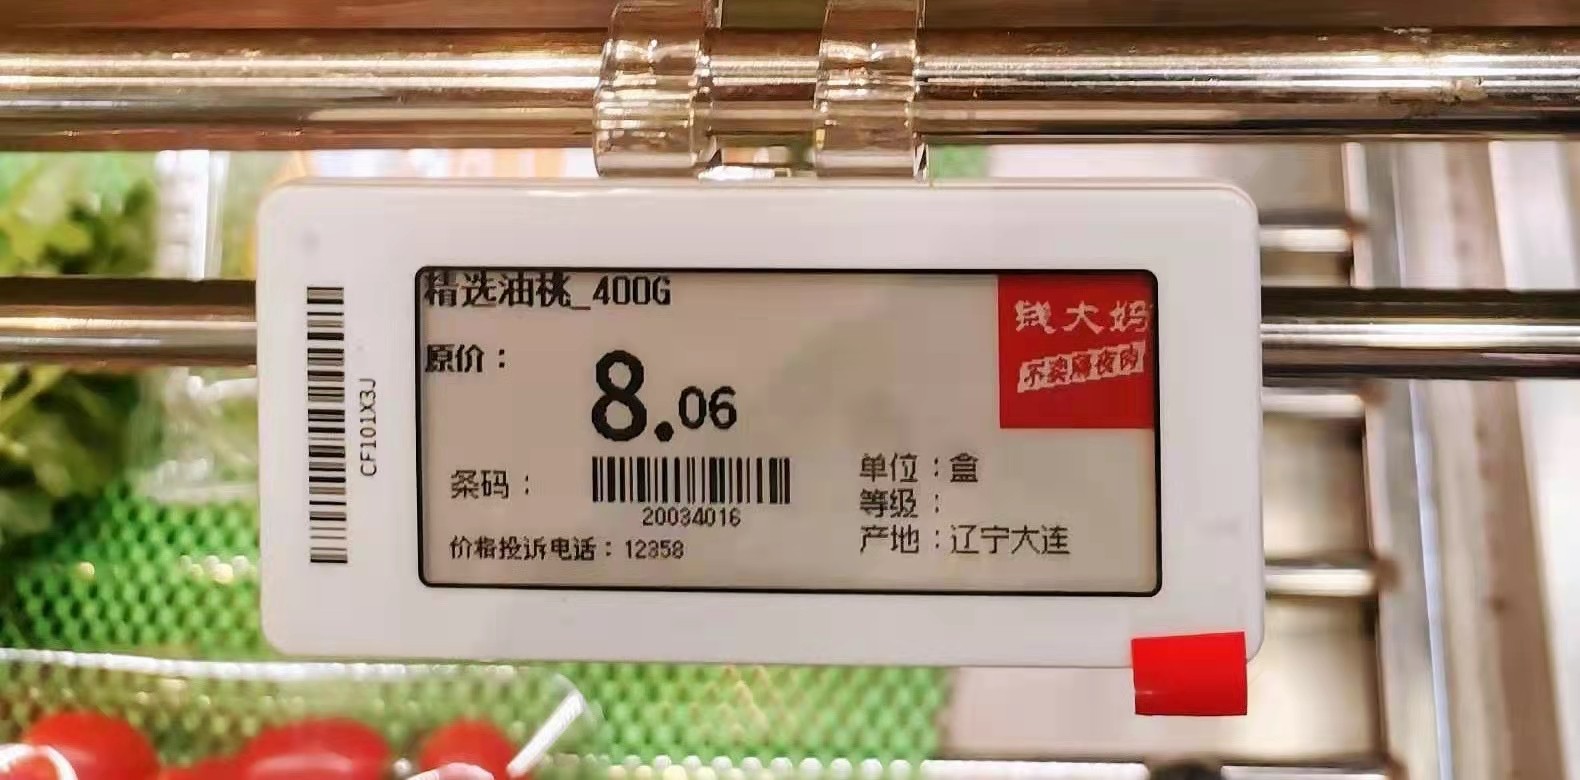 精选油桃_400G
钱大妈
不卖隔夜肉
原价：
8.06
CF101X3J
条码：
20034016
单位：盒
等级：
产地：辽宁大连
价格投诉电话：12358